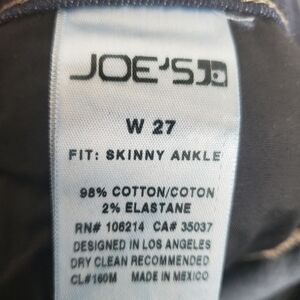 JOE'S
W 27
FIT: SKINNY ANKLE
98% COTTON/COTON
2% ELASTANE
RN# 106214 CA# 35037
DESIGNED IN LOS ANGELES
DRY CLEAN RECOMMENDED
CL#160M MADE IN MEXICO